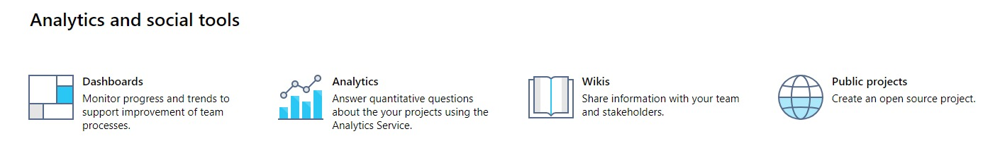 Analytics and social tools
Dashboards
Monitor progress and trends to
support improvement of team
processes.
Analytics
Answer quantitative questions
about the your projects using the
Analytics Service.
Wikis
Share information with your team
and stakeholders.
Public projects
Create an open source project.